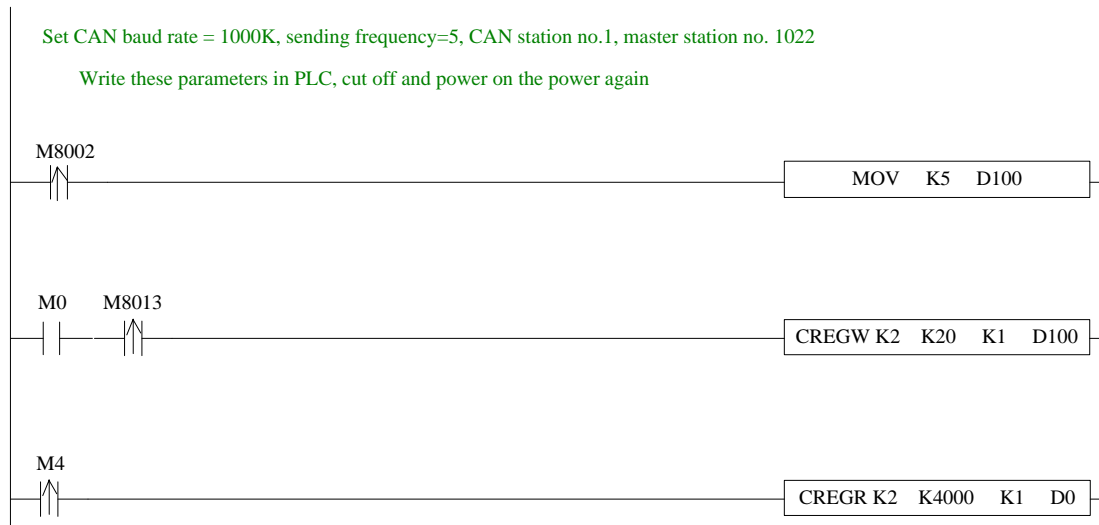 Set CAN baud rate = 1000K, sending frequency=5, CAN station no.1, master station no. 1022
Write these parameters in PLC, cut off and power on the power again
M8002
MOV K5 D100
M0 M8013
CREGW K2 K20 K1 D100
M4
CREGR K2 K4000 K1 D0